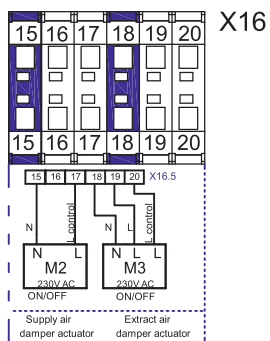 X16
15 16 17 18 19 20
15 16 17 18 19 20
15 16 17 18 19 20 X16.5
N L control N L L control
N L N L L
M2 M3
230V AC 230V AC
ON/OFF ON/OFF
Supply air Extract air
damper actuator damper actuator